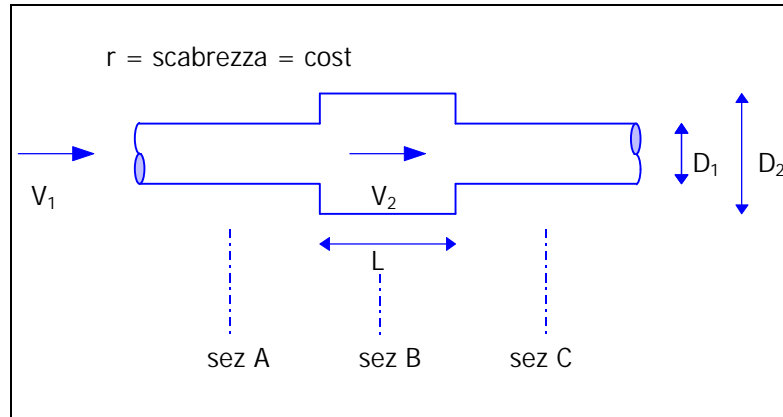 r = scabrezza = cost
D₁
D₂
V₁
V₂
L
sez A
sez B
sez C